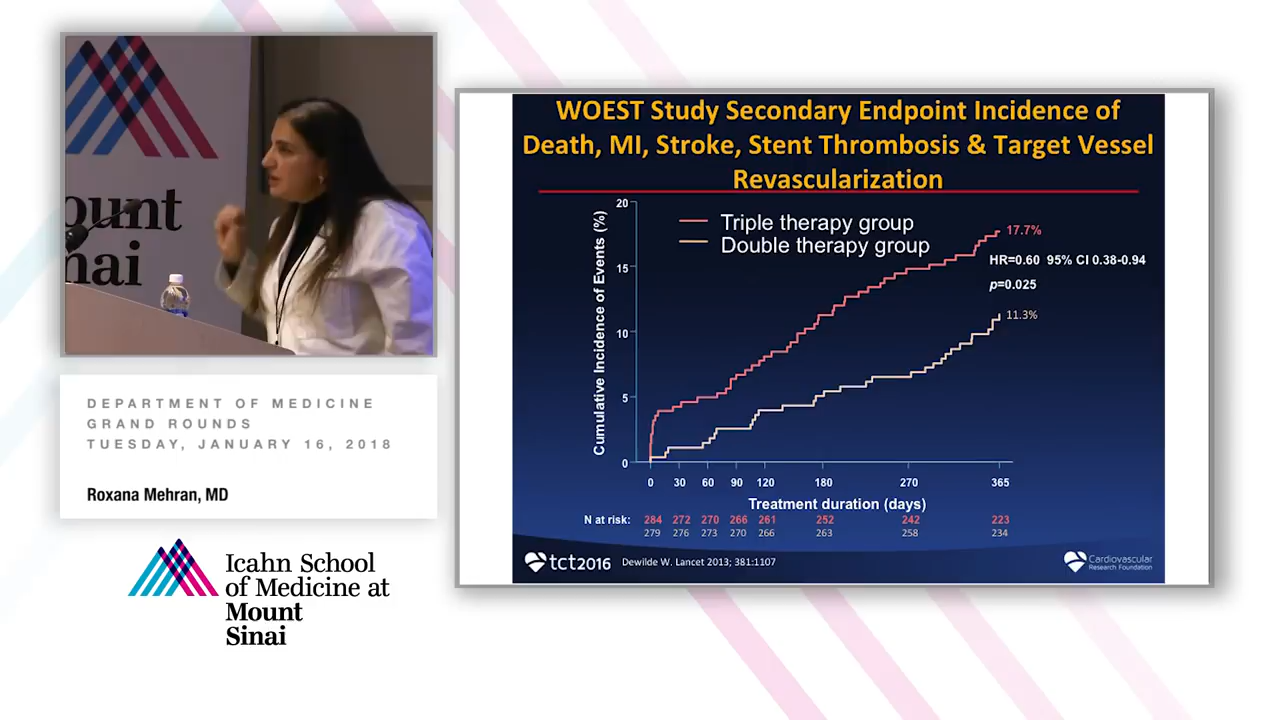 ount
nai
DEPARTMENT OF MEDICINE
GRAND ROUNDS
TUESDAY, JANUARY 16, 2018
Roxana Mehran, MD
Icahn School
of Medicine at
Mount
Sinai
WOEST Study Secondary Endpoint Incidence of
Death, MI, Stroke, Stent Thrombosis & Target Vessel
Revascularization
Cumulative Incidence of Events (%)
20
15
10
5
0
Triple therapy group
Double therapy group
17.7%
HR=0.60 95% CI 0.38-0.94
p=0.025
11.3%
0 30 60 90 120 180 270 365
Treatment duration (days)
N at risk: 284 272 270 266 261 252 242 223
279 276 273 270 266 263 258 234
tct2016 Dewilde W. Lancet 2013; 381:1107
Cardiovascular
Research Foundation